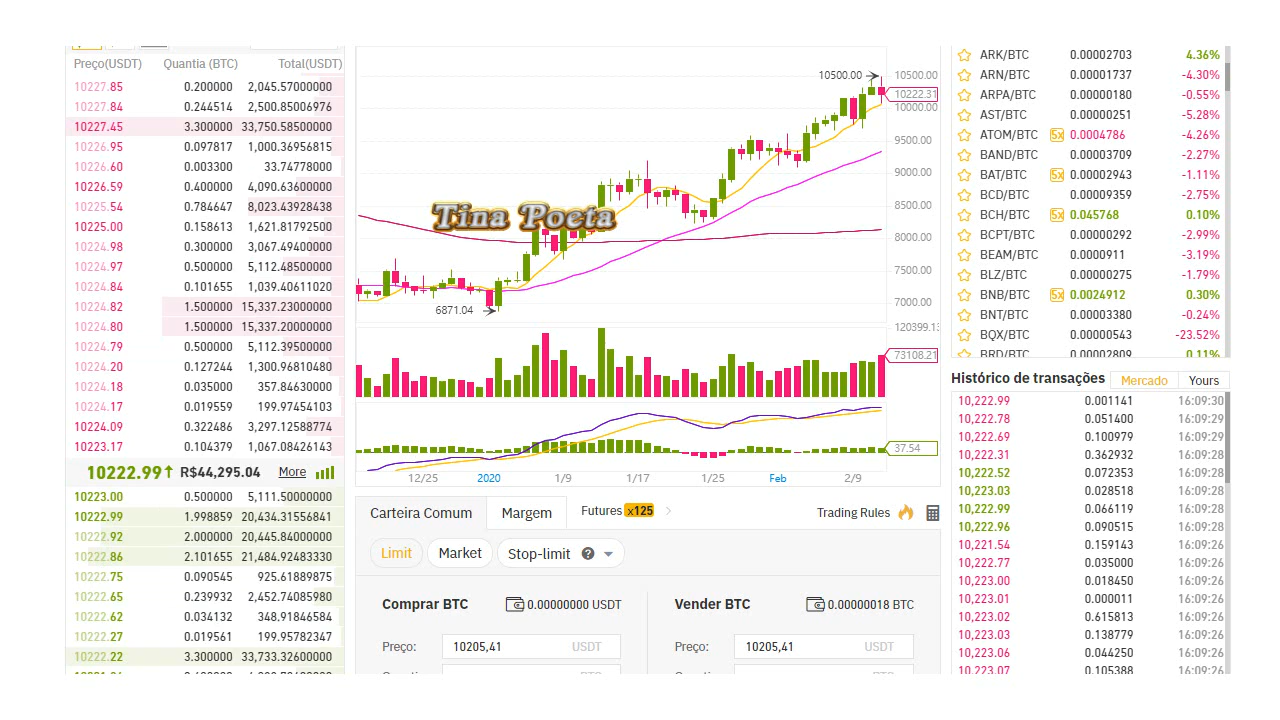 Preço(USDT) Quantia (BTC) Total(USDT)
10227.85 0.200000 2,045.57000000
10227.84 0.244514 2,500.85006976
10227.45 3.300000 33,750.58500000
10226.95 0.097817 1,000.36956815
10226.60 0.003300 33.74778000
10226.59 0.400000 4,090.63600000
10225.54 0.784647 8,023.43928438
10225.00 0.158613 1,621.81792500
10224.98 0.300000 3,067.49400000
10224.97 0.500000 5,112.48500000
10224.84 0.101655 1,039.40611020
10224.82 1.500000 15,337.23000000
10224.80 1.500000 15,337.20000000
10224.79 0.500000 5,112.39500000
10224.20 0.127244 1,300.96810480
10224.18 0.035000 357.84630000
10224.17 0.019559 199.97454103
10224.09 0.322486 3,297.12588774
10223.17 0.104379 1,067.08426143
10222.99↑ R$44,295.04 More
10223.00 0.500000 5,111.50000000
10222.99 1.998859 20,434.31556841
10222.92 2.000000 20,445.84000000
10222.86 2.101655 21,484.92483330
10222.75 0.090545 925.61889875
10222.65 0.239932 2,452.74085980
10222.62 0.034132 348.91846584
10222.27 0.019561 199.95782347
10222.22 3.300000 33,733.32600000
10500.00
10500.00
10222.31
10000.00
9500.00
9000.00
8500.00
8000.00
7500.00
7000.00
Tina Poeta
6871.04
120399.13
73108.21
37.54
12/25 2020 1/9 1/17 1/25 Feb 2/9
Carteira Comum Margem Futures x125 Trading Rules
Limit Market Stop-limit ?
Comprar BTC 0.00000000 USDT Vender BTC 0.00000018 BTC
Preço: 10205,41 USDT Preço: 10205,41 USDT
ARK/BTC 0.00002703 4.36%
ARN/BTC 0.00001737 -4.30%
ARPA/BTC 0.00000180 -0.55%
AST/BTC 0.00000251 -5.28%
ATOM/BTC 5x 0.0004786 -4.26%
BAND/BTC 0.00003709 -2.27%
BAT/BTC 5x 0.00002943 -1.11%
BCD/BTC 0.00009359 -2.75%
BCH/BTC 5x 0.045768 0.10%
BCPT/BTC 0.00000292 -2.99%
BEAM/BTC 0.0000911 -3.19%
BLZ/BTC 0.00000275 -1.79%
BNB/BTC 5x 0.0024912 0.30%
BNT/BTC 0.00003380 -0.24%
BQX/BTC 0.00000543 -23.52%
BRD/BTC 0.00002809 0.11%
Histórico de transações Mercado Yours
10,222.99 0.001141 16:09:30
10,222.78 0.051400 16:09:29
10,222.69 0.100979 16:09:29
10,222.31 0.362932 16:09:28
10,222.52 0.072353 16:09:28
10,223.03 0.028518 16:09:28
10,222.99 0.066119 16:09:28
10,222.96 0.090515 16:09:28
10,221.54 0.159143 16:09:26
10,222.77 0.035000 16:09:26
10,223.00 0.018450 16:09:26
10,223.01 0.000011 16:09:26
10,223.02 0.615813 16:09:26
10,223.03 0.138779 16:09:26
10,223.06 0.044250 16:09:26
10,223.07 0.105388 16:09:26